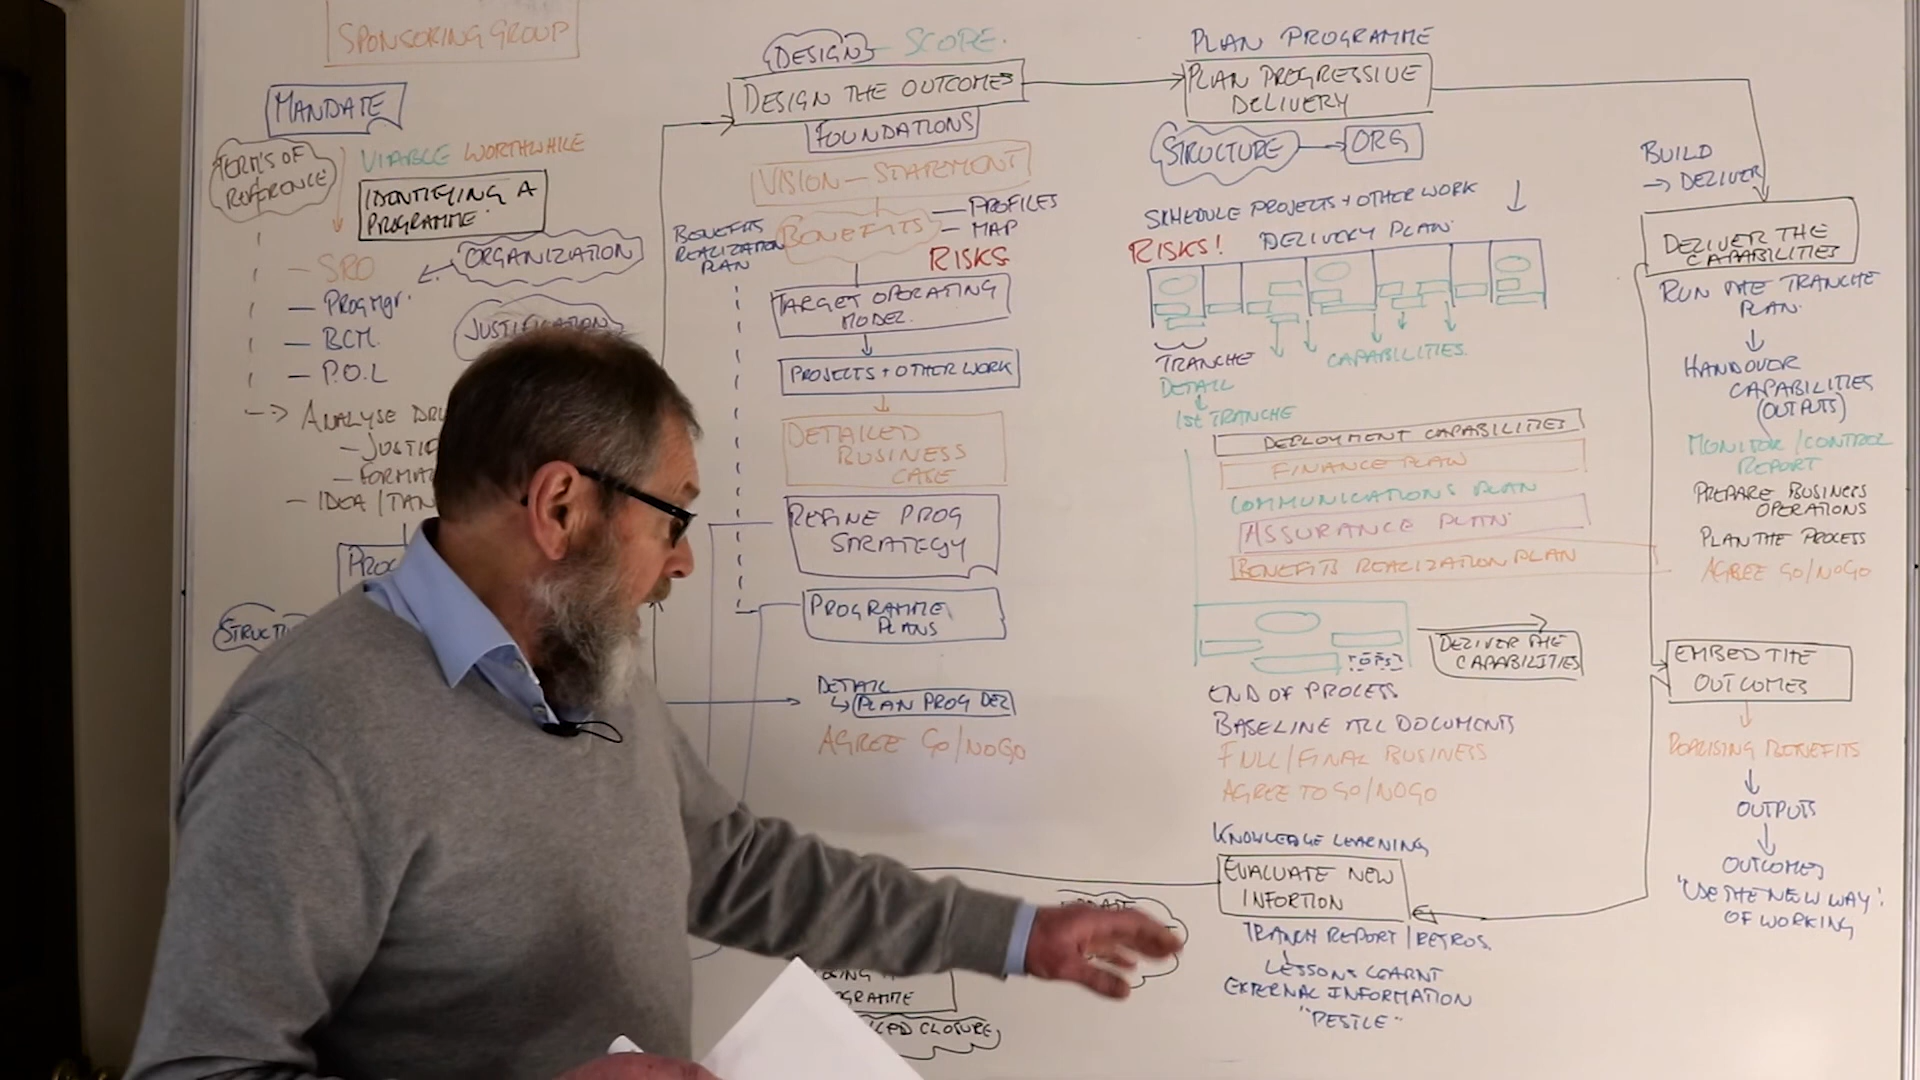 SPONSORING GROUP
MANDATE
TERM'S OF
REFERENCE
VIABLE WORTHWHILE
IDENTIFYING A
PROGRAMME
ORGANIZATION
- SRO
- PROG Mgr.
- BCM.
- P.O.L
JUSTIFICATION
-> ANALYSE
- IDEA /
DESIGN - SCOPE.
DESIGN THE OUTCOMES
FOUNDATIONS
VISION - STATEMENT
BENEFITS
REALIZATION
PLAN
BENEFITS
- PROFILES
- MAP
RISKS
TARGET OPERATING
MODEL.
PROJECTS + OTHER WORK
DETAILED
BUSINESS
CASE
REFINE PROG
STRATEGY
PROGRAMME
PLANS
DETAIL
PLAN PROG DEL
AGREE GO/NOGO
CLOSURE
PLAN PROGRAMME
PLAN PROGRESSIVE
DELIVERY
STRUCTURE
ORG
SCHEDULE PROJECTS + OTHER WORK
RISKS!
DELIVERY PLAN.
TRANCHE
CAPABILITIES.
DETAIL
1st TRANCHE
DEPLOYMENT CAPABILITIES
FINANCE PLAN
COMMUNICATIONS PLAN
ASSURANCE PLAN.
BENEFITS REALIZATION PLAN
DELIVER THE
CAPABILITIES
END OF PROCESS
BASELINE ALL DOCUMENTS
FULL/FINAL BUSINESS
AGREE TO GO/NOGO
KNOWLEDGE LEARNING
EVALUATE NEW
INFORTION
TRANCH REPORT / RETROS.
LESSONS LEARNT
EXTERNAL INFORMATION
"PESTLE"
BUILD
-> DELIVER
DELIVER THE
CAPABILITIES
RUN THE TRANCHE
PLAN.
HANDOVER
CAPABILITIES
(OUTPUTS)
MONITOR / CONTROL
REPORT
PREPARE BUSINESS
OPERATIONS
PLAN THE PROCESS
AGREE GO/NOGO
EMBED THE
OUTCOMES
BENEFITS
OUTPUTS
OUTCOMES
"USE THE NEW WAY"
OF WORKING